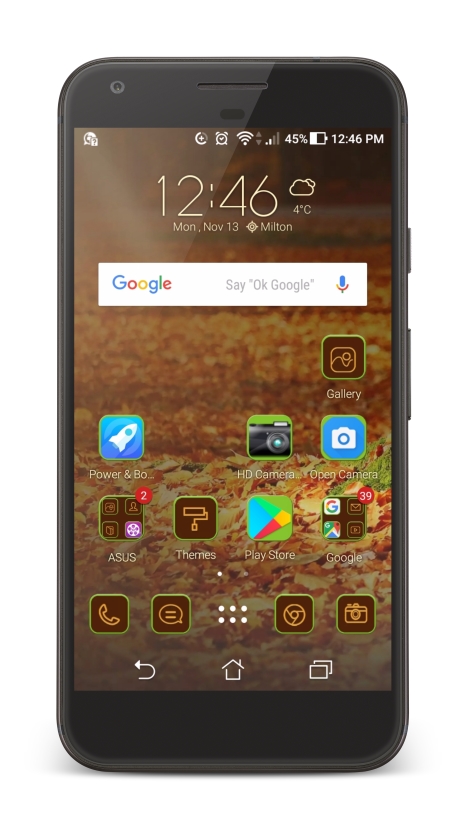 45% 12:46 PM
12:46
4°C
Mon , Nov 13 Milton
Google Say "Ok Google"
Gallery
Power & Bo... HD Camera... Open Camera
2 39
ASUS Themes Play Store Google